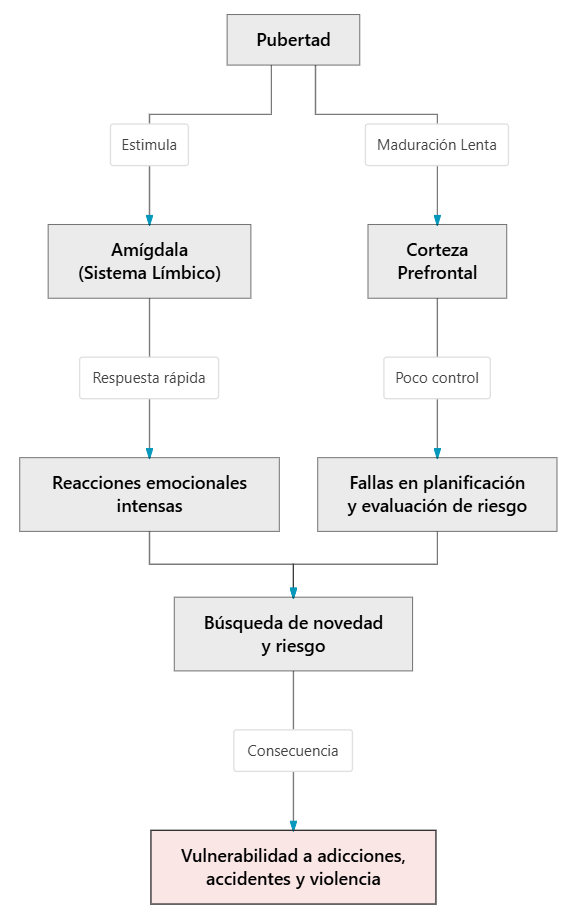 Pubertad
Estimula
Maduración Lenta
Amígdala
(Sistema Límbico)
Corteza
Prefrontal
Respuesta rápida
Poco control
Reacciones emocionales
intensas
Fallas en planificación
y evaluación de riesgo
Búsqueda de novedad
y riesgo
Consecuencia
Vulnerabilidad a adicciones,
accidentes y violencia